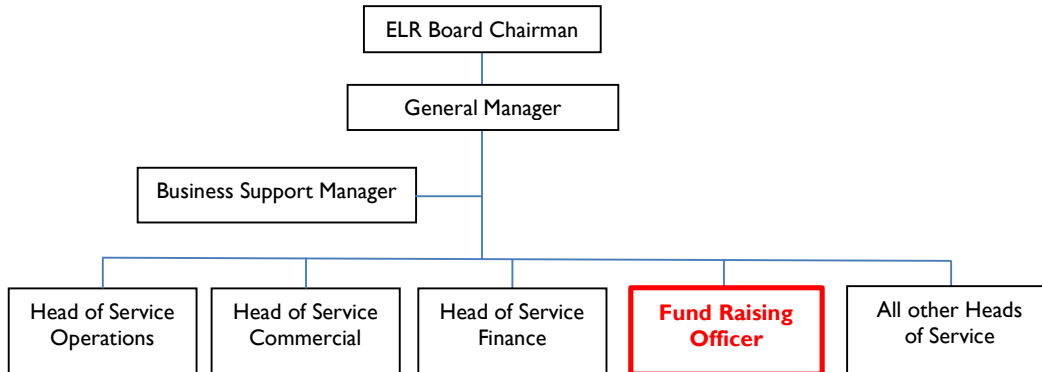 ELR Board Chairman
General Manager
Business Support Manager
Head of Service
Operations
Head of Service
Commercial
Head of Service
Finance
Fund Raising
Officer
All other Heads
of Service